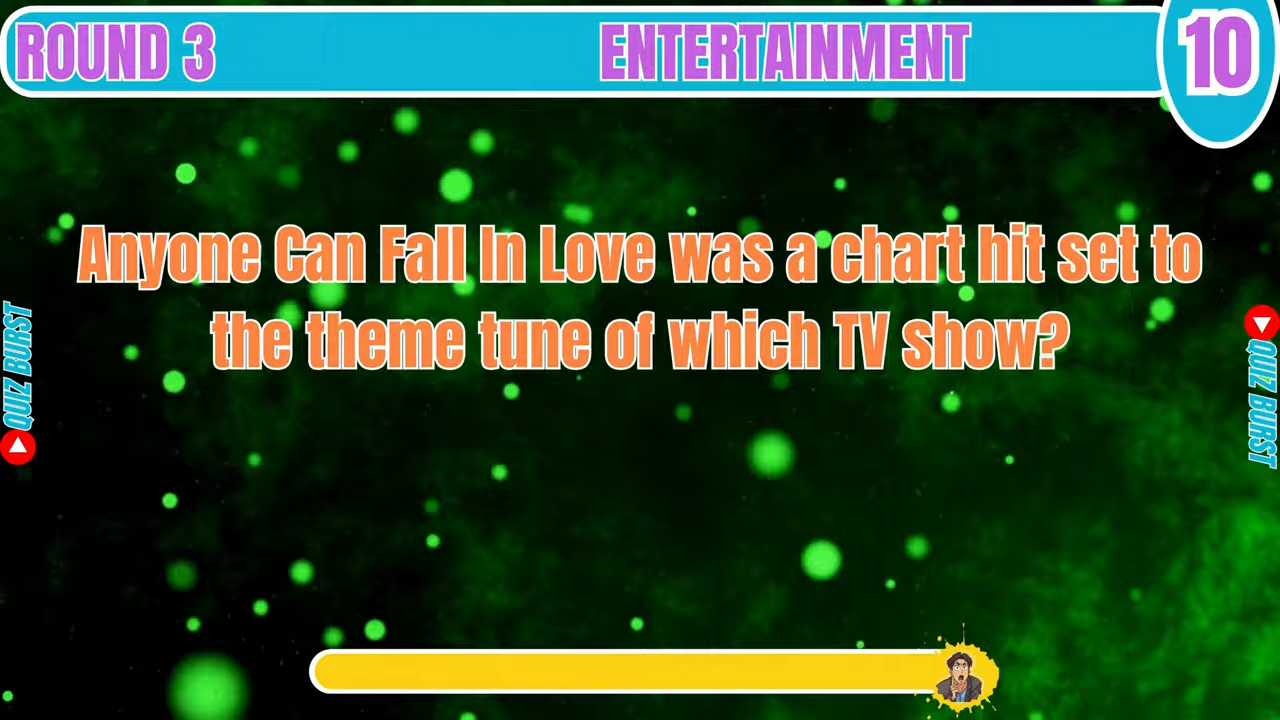 ROUND 3
ENTERTAINMENT
10
Anyone Can Fall In Love was a chart hit set to
the theme tune of which TV show?
QUIZ BURST
QUIZ BURST